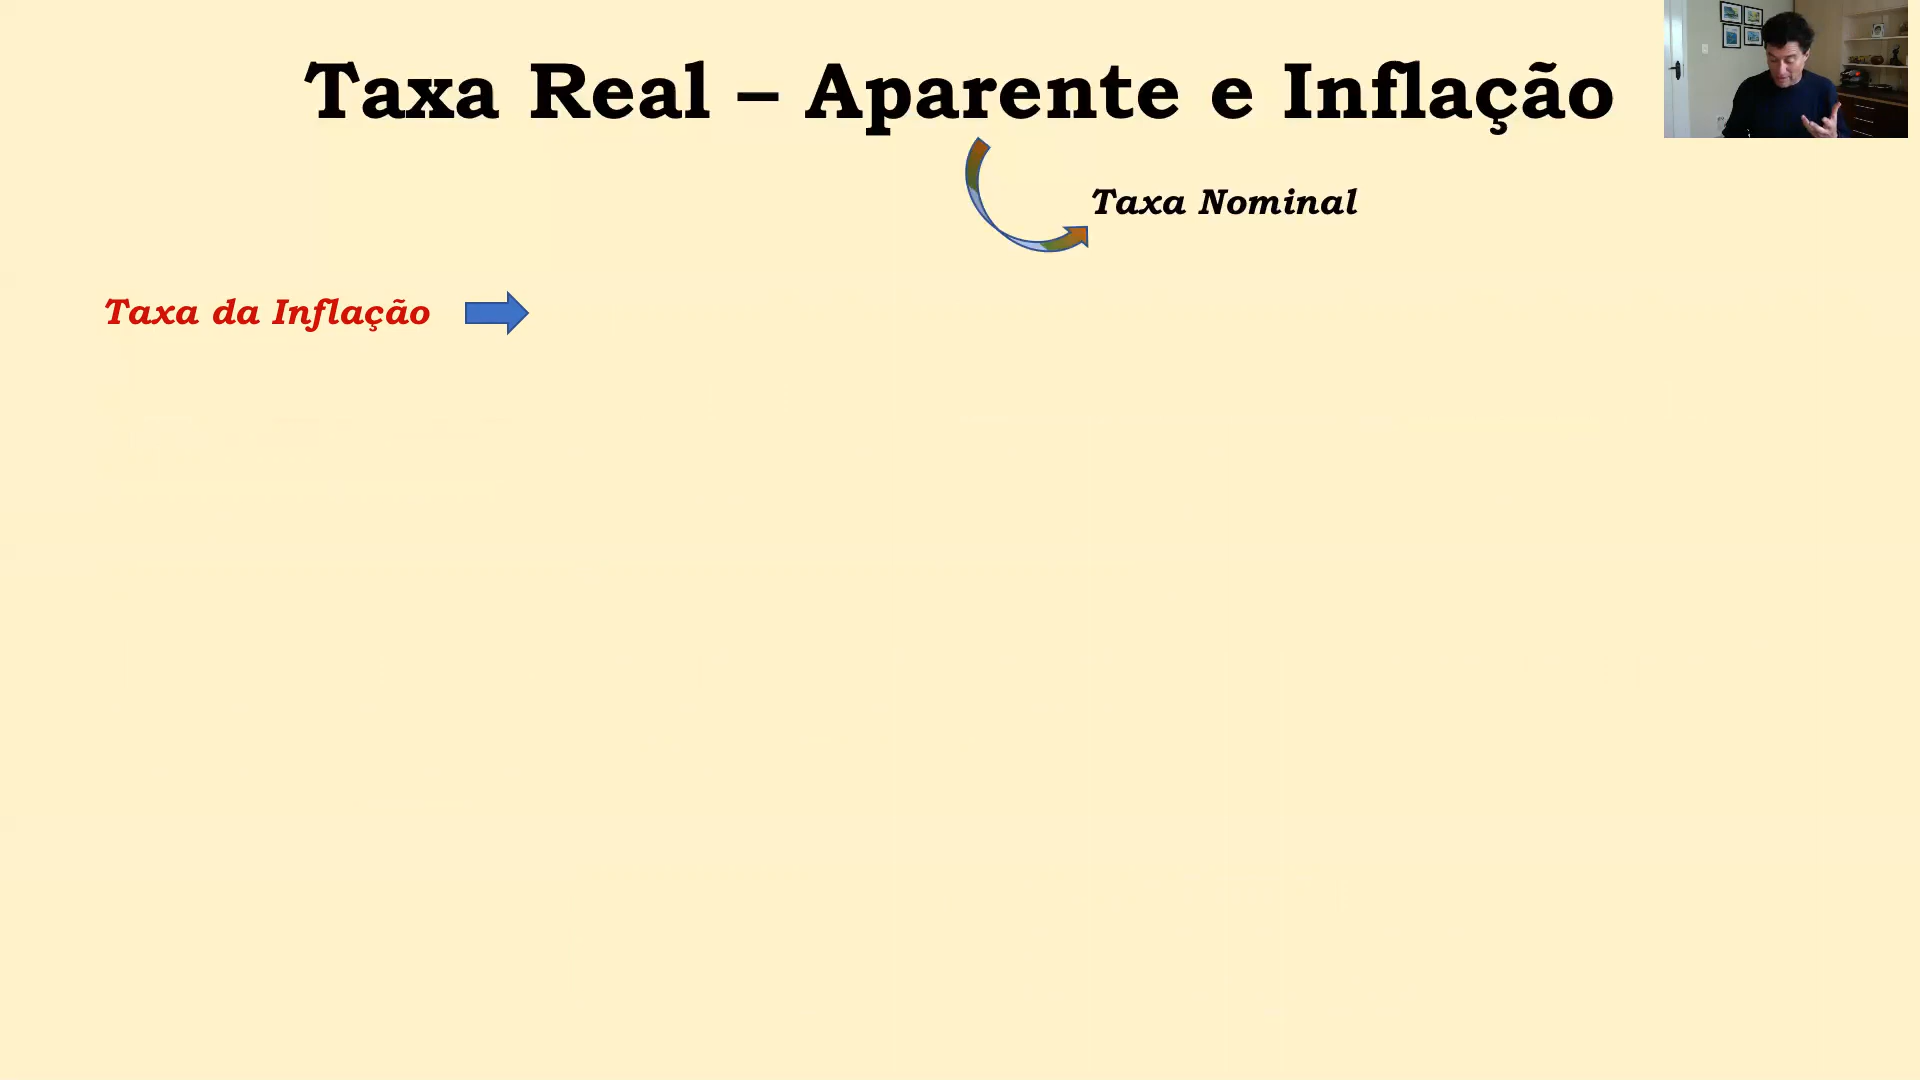 Taxa Real – Aparente e Inflação
Taxa Nominal
Taxa da Inflação